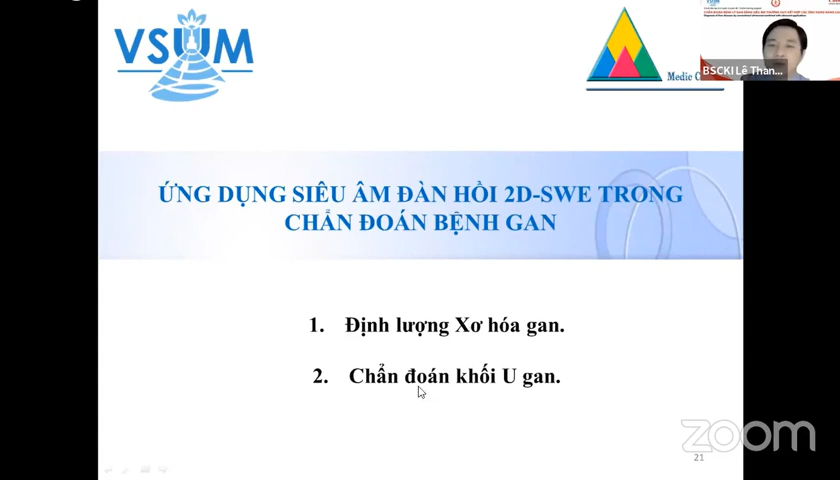 VSUM
Medic C
BSCKI Lê Than...
ỨNG DỤNG SIÊU ÂM ĐÀN HỒI 2D-SWE TRONG
CHẨN ĐOÁN BỆNH GAN
1. Định lượng Xơ hóa gan.
2. Chẩn đoán khối U gan.
zoom
21